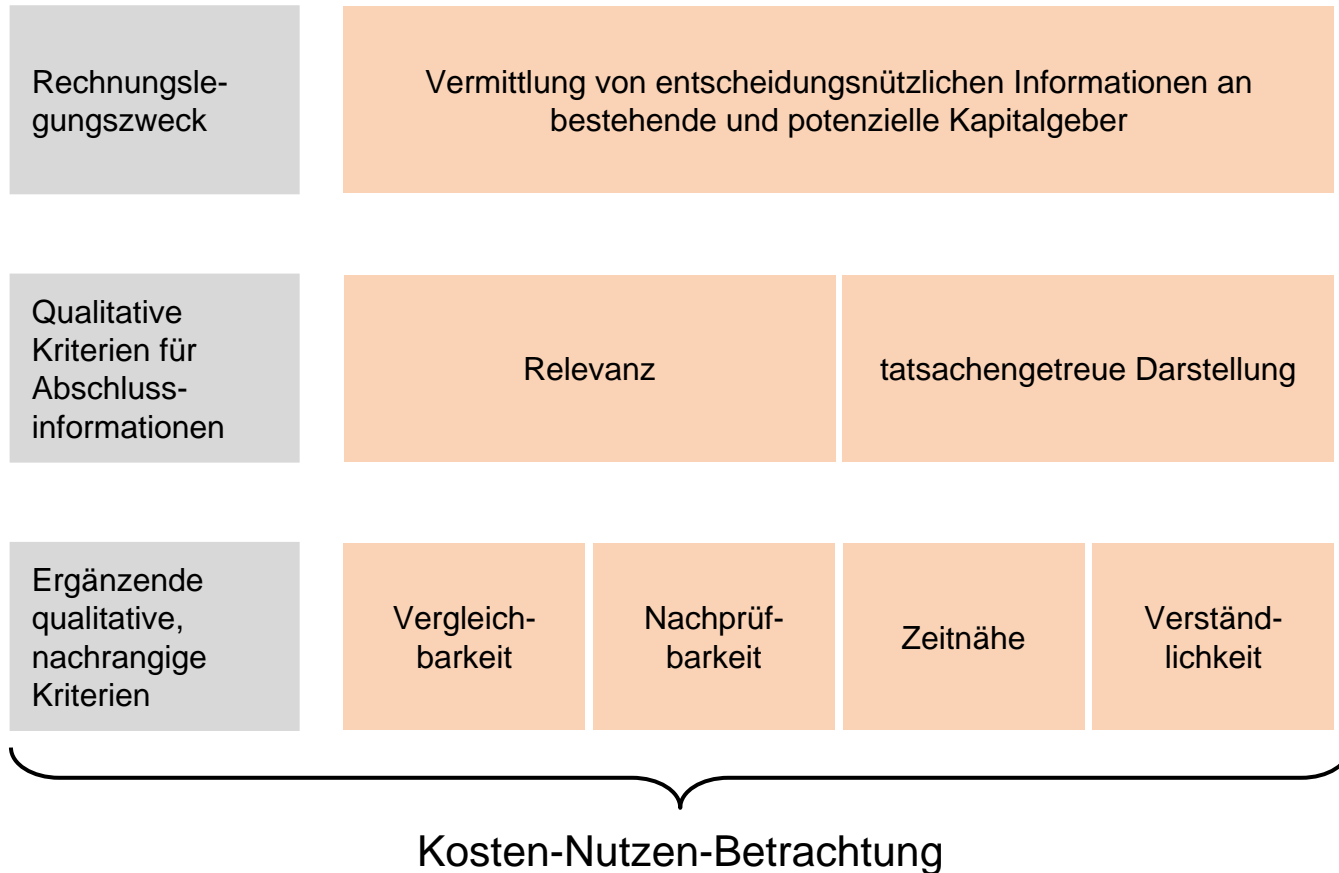 Rechnungsle-
gungszweck
Vermittlung von entscheidungsnützlichen Informationen an
bestehende und potenzielle Kapitalgeber
Qualitative
Kriterien für
Abschluss-
informationen
Relevanz
tatsachengetreue Darstellung
Ergänzende
qualitative,
nachrangige
Kriterien
Vergleich-
barkeit
Nachprüf-
barkeit
Zeitnähe
Verständ-
lichkeit
Kosten-Nutzen-Betrachtung